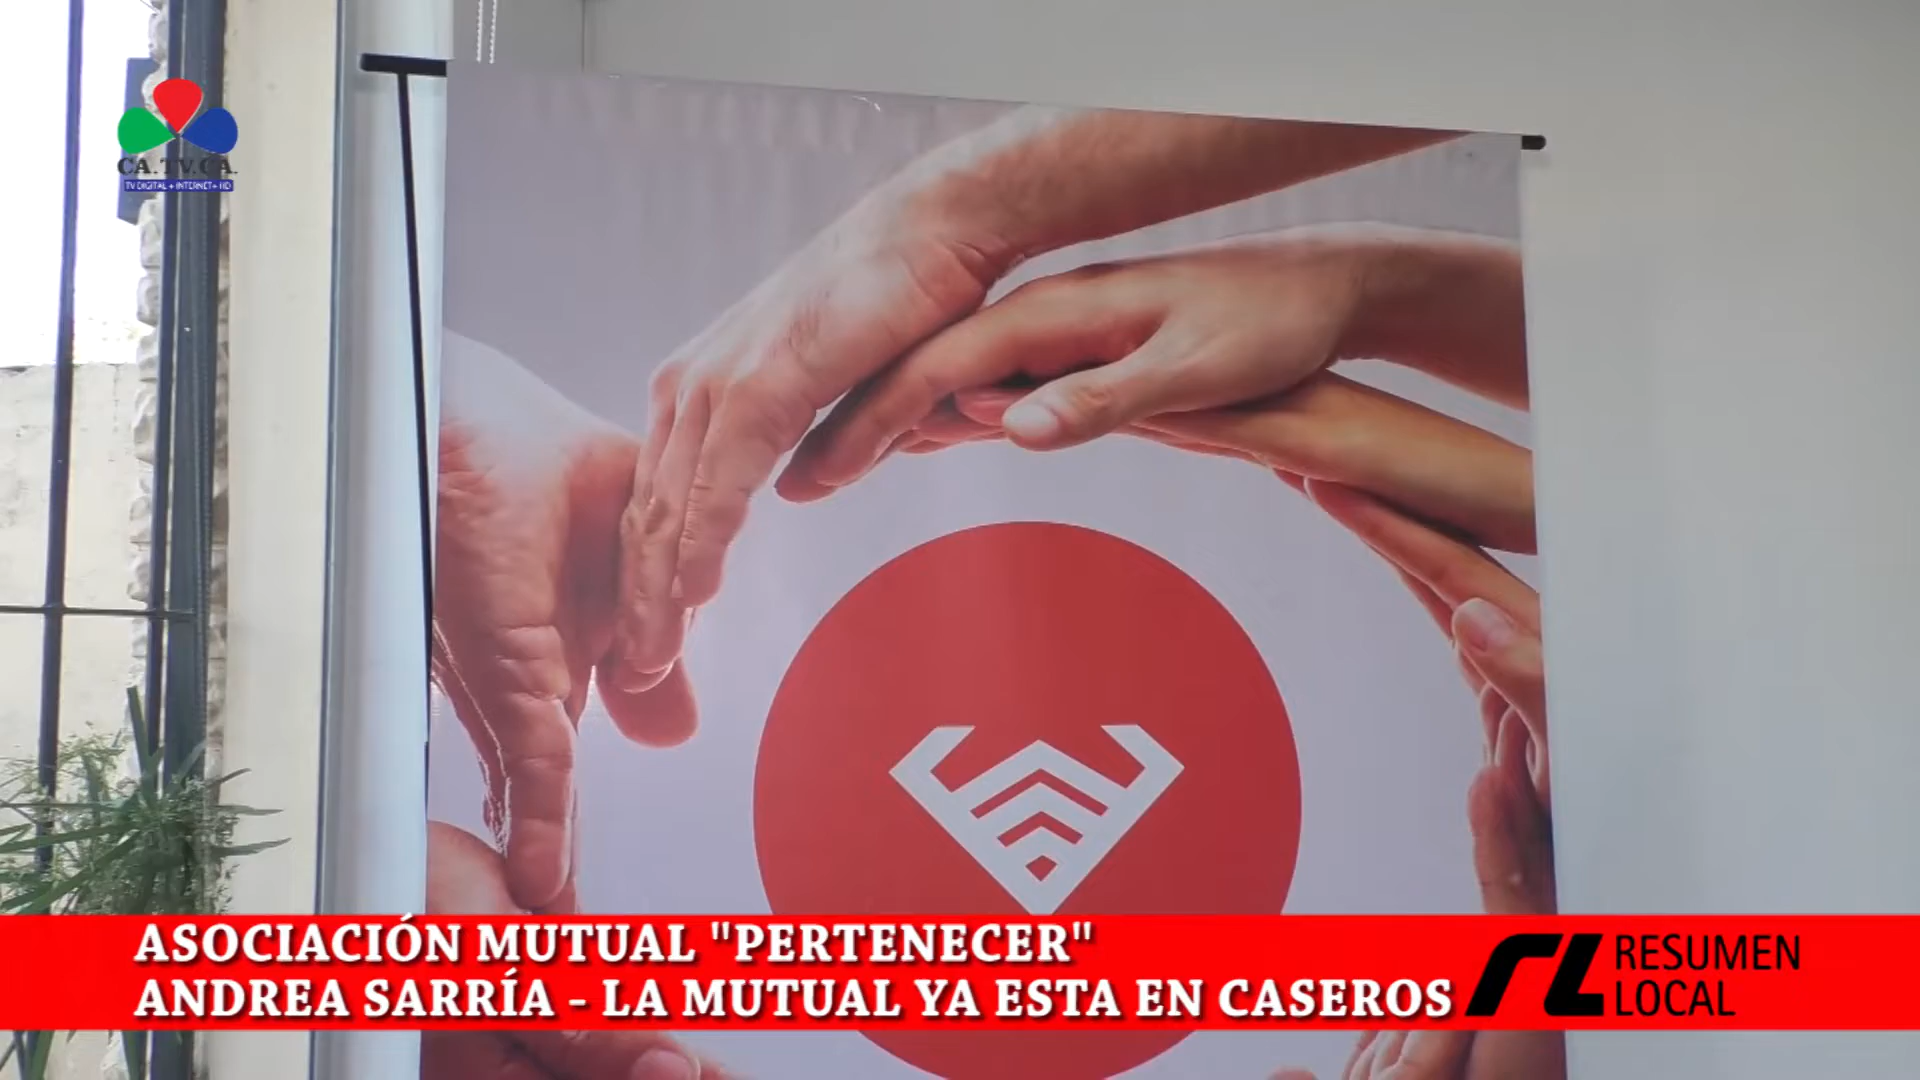 CA.TV.CA.
TV DIGITAL + INTERNET + HD
ASOCIACIÓN MUTUAL "PERTENECER"
ANDREA SARRÍA - LA MUTUAL YA ESTA EN CASEROS
RL RESUMEN
LOCAL